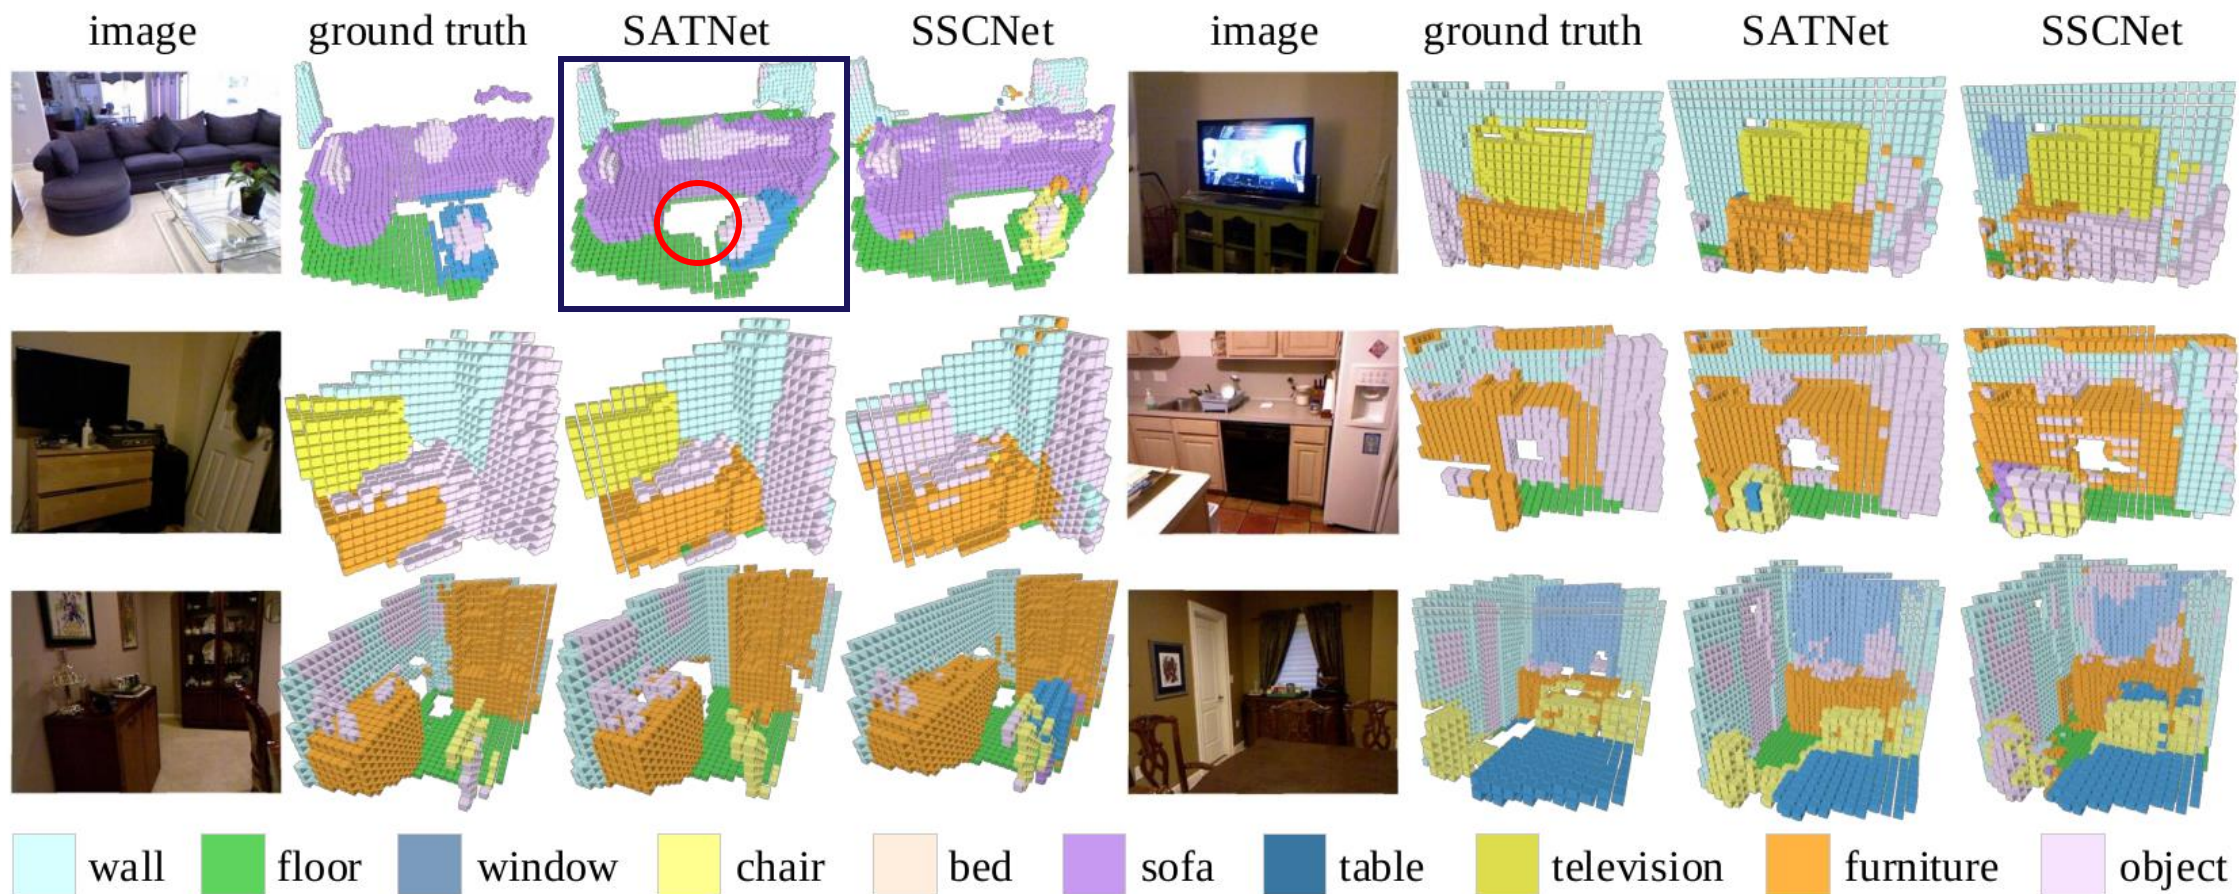 image ground truth SATNet SSCNet image ground truth SATNet SSCNet
wall floor window chair bed sofa table television furniture object